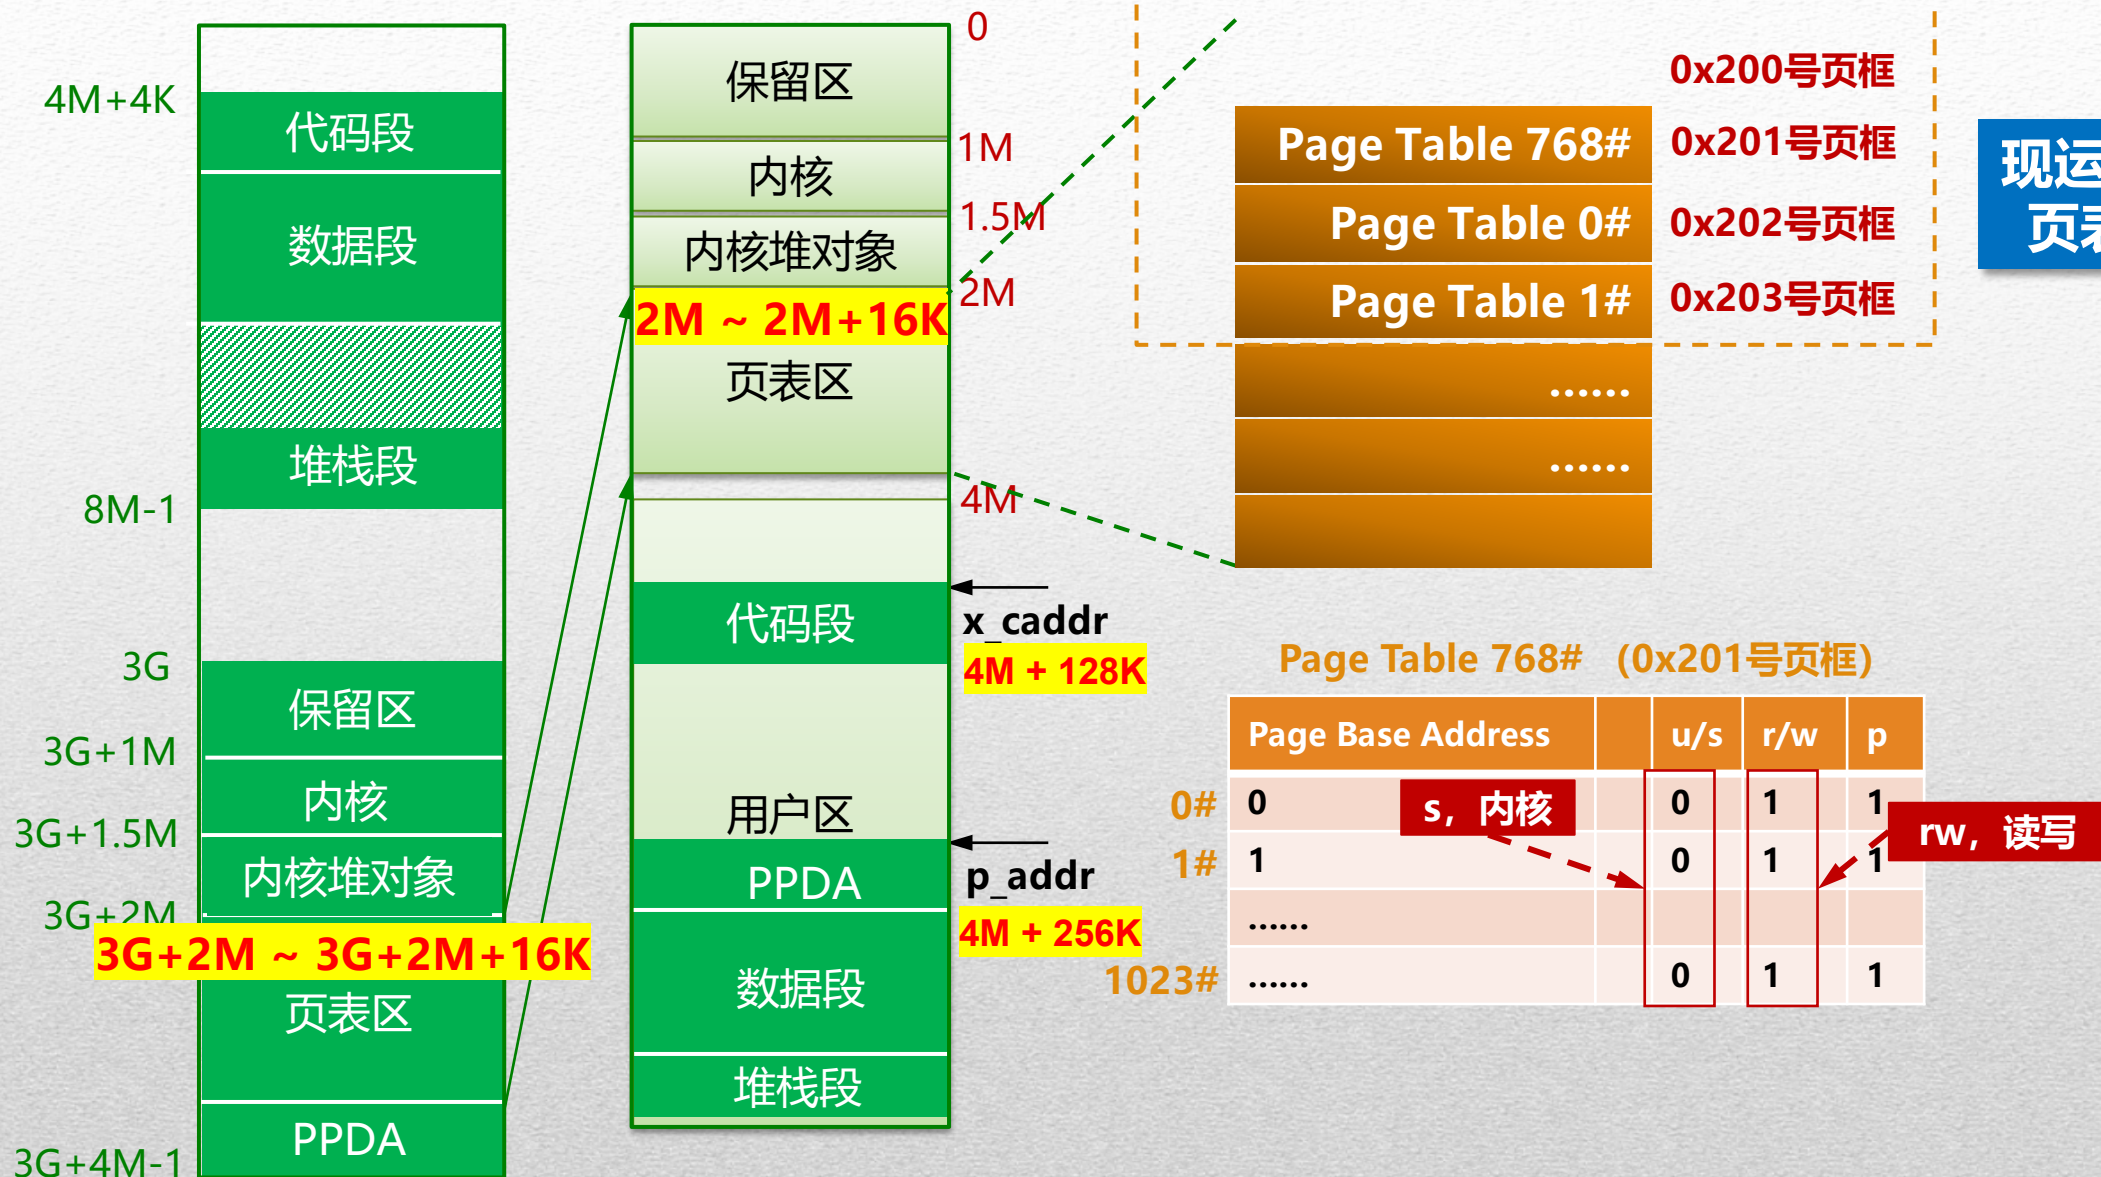 4M+4K
代码段
数据段
堆栈段
8M-1
3G
保留区
3G+1M
内核
3G+1.5M
内核堆对象
3G+2M
3G+2M ~ 3G+2M+16K
页表区
PPDA
3G+4M-1
0
保留区
1M
内核
1.5M
内核堆对象
2M
2M ~ 2M+16K
页表区
4M
代码段
x_caddr
4M + 128K
用户区
PPDA
p_addr
4M + 256K
数据段
堆栈段
0x200号页框
Page Table 768# 0x201号页框
Page Table 0# 0x202号页框
Page Table 1# 0x203号页框
......
......
现运
页表
Page Table 768# (0x201号页框)
Page Base Address u/s r/w p
0# 0 0 1 1
s, 内核
rw, 读写
1# 1 0 1 1
......
1023# ...... 0 1 1